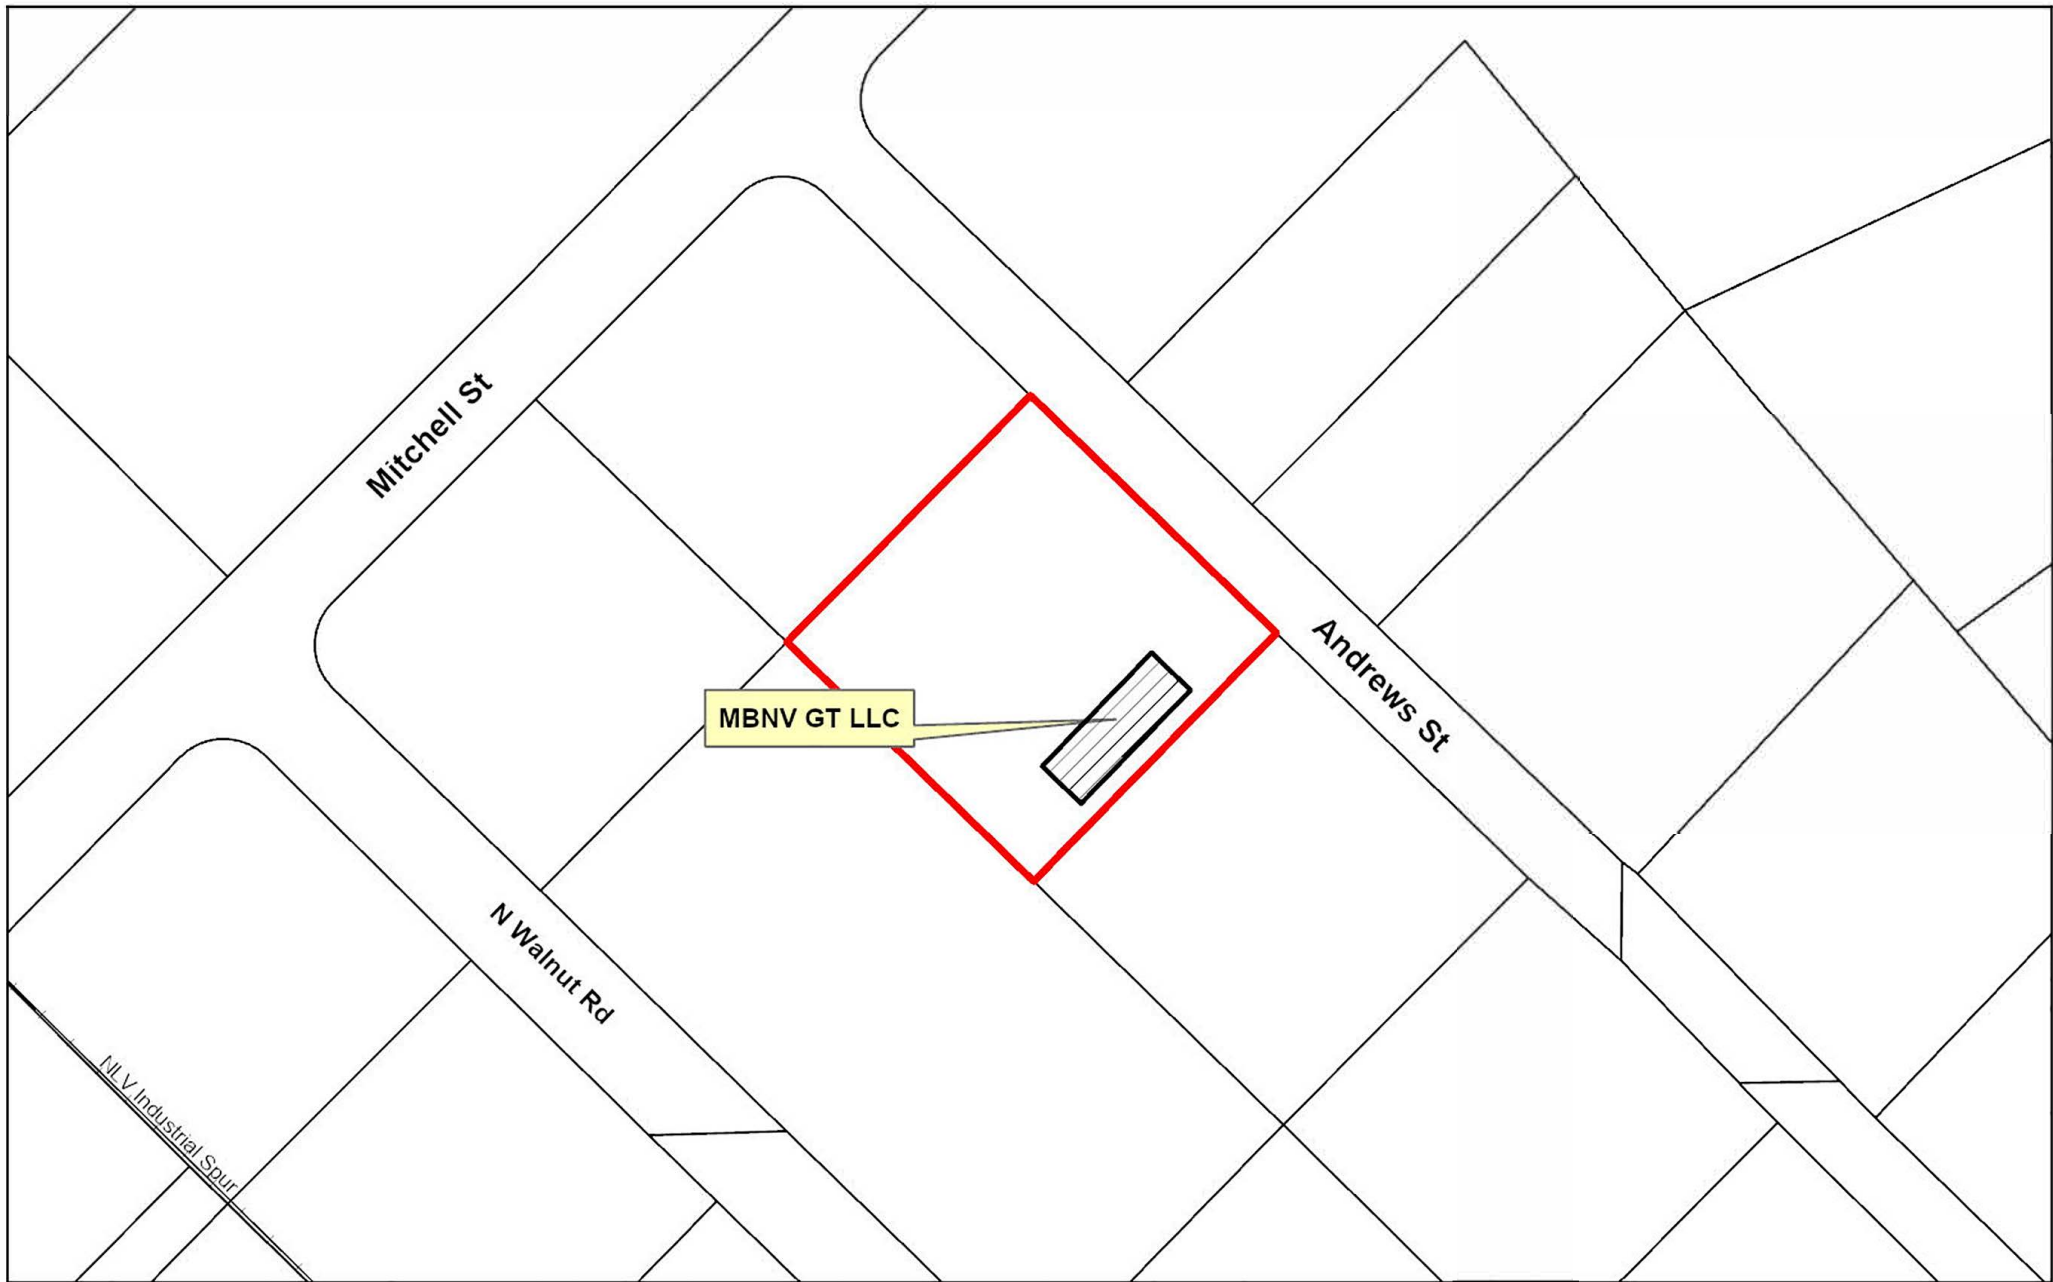 Mitchell St
Andrews St
MBNV GT LLC
N Walnut Rd
NLV Industrial Spur